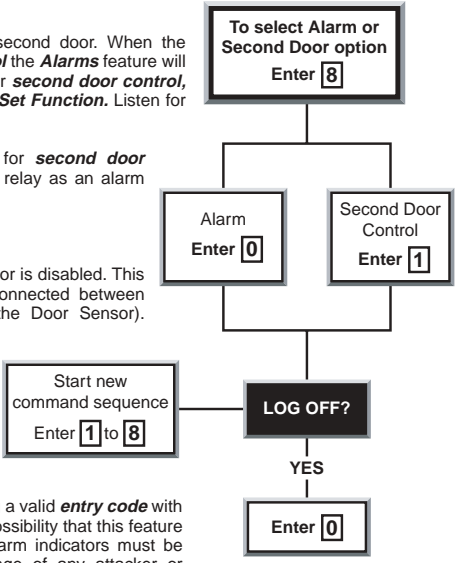 second door. When the
ol the Alarms feature will
r second door control,
Set Function. Listen for
for second door
relay as an alarm
or is disabled. This
onnected between
the Door Sensor).
a valid entry code with
ossibility that this feature
arm indicators must be
age of any attacker or
To select Alarm or
Second Door option
Enter 8
Alarm
Enter 0
Second Door
Control
Enter 1
Start new
command sequence
Enter 1 to 8
LOG OFF?
YES
Enter 0